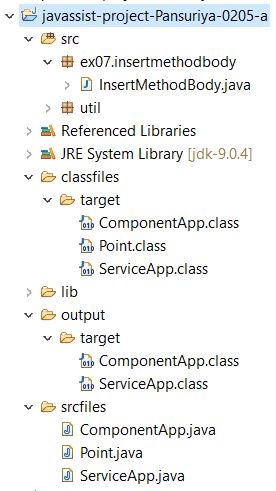 javassist-project-Pansuriya-0205-a
src
ex07.insertmethodbody
InsertMethodBody.java
util
Referenced Libraries
JRE System Library [jdk-9.0.4]
classfiles
target
ComponentApp.class
Point.class
ServiceApp.class
lib
output
target
ComponentApp.class
ServiceApp.class
srcfiles
ComponentApp.java
Point.java
ServiceApp.java